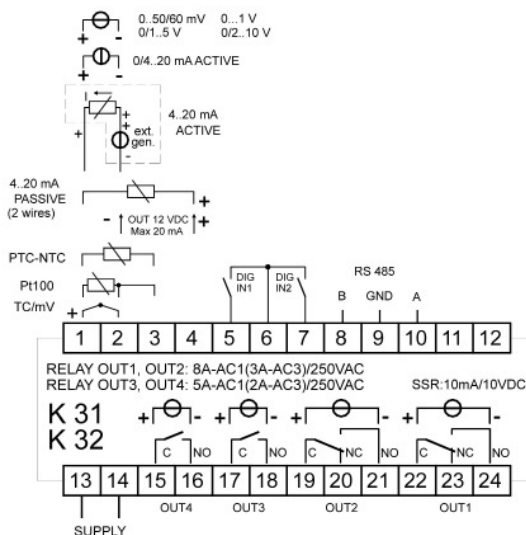 0..50/60 mV 0...1 V
0/1..5 V 0/2..10 V
+ -
0/4..20 mA ACTIVE
+ -
I
+
+
+
ext.
gen.
-
4..20 mA
ACTIVE
4..20 mA
PASSIVE
(2 wires)
+
- OUT 12 VDC +
Max 20 mA
PTC-NTC
Pt100
TC/mV
+ -
DIG
IN1
DIG
IN2
RS 485
B GND A
1 2 3 4 5 6 7 8 9 10 11 12
RELAY OUT1, OUT2: 8A-AC1(3A-AC3)/250VAC
RELAY OUT3, OUT4: 5A-AC1(2A-AC3)/250VAC
SSR:10mA/10VDC
K 31
K 32
+ - + - + - + -
C NO C NO C NC NO C NC NO
13 14 15 16 17 18 19 20 21 22 23 24
OUT4 OUT3 OUT2 OUT1
SUPPLY